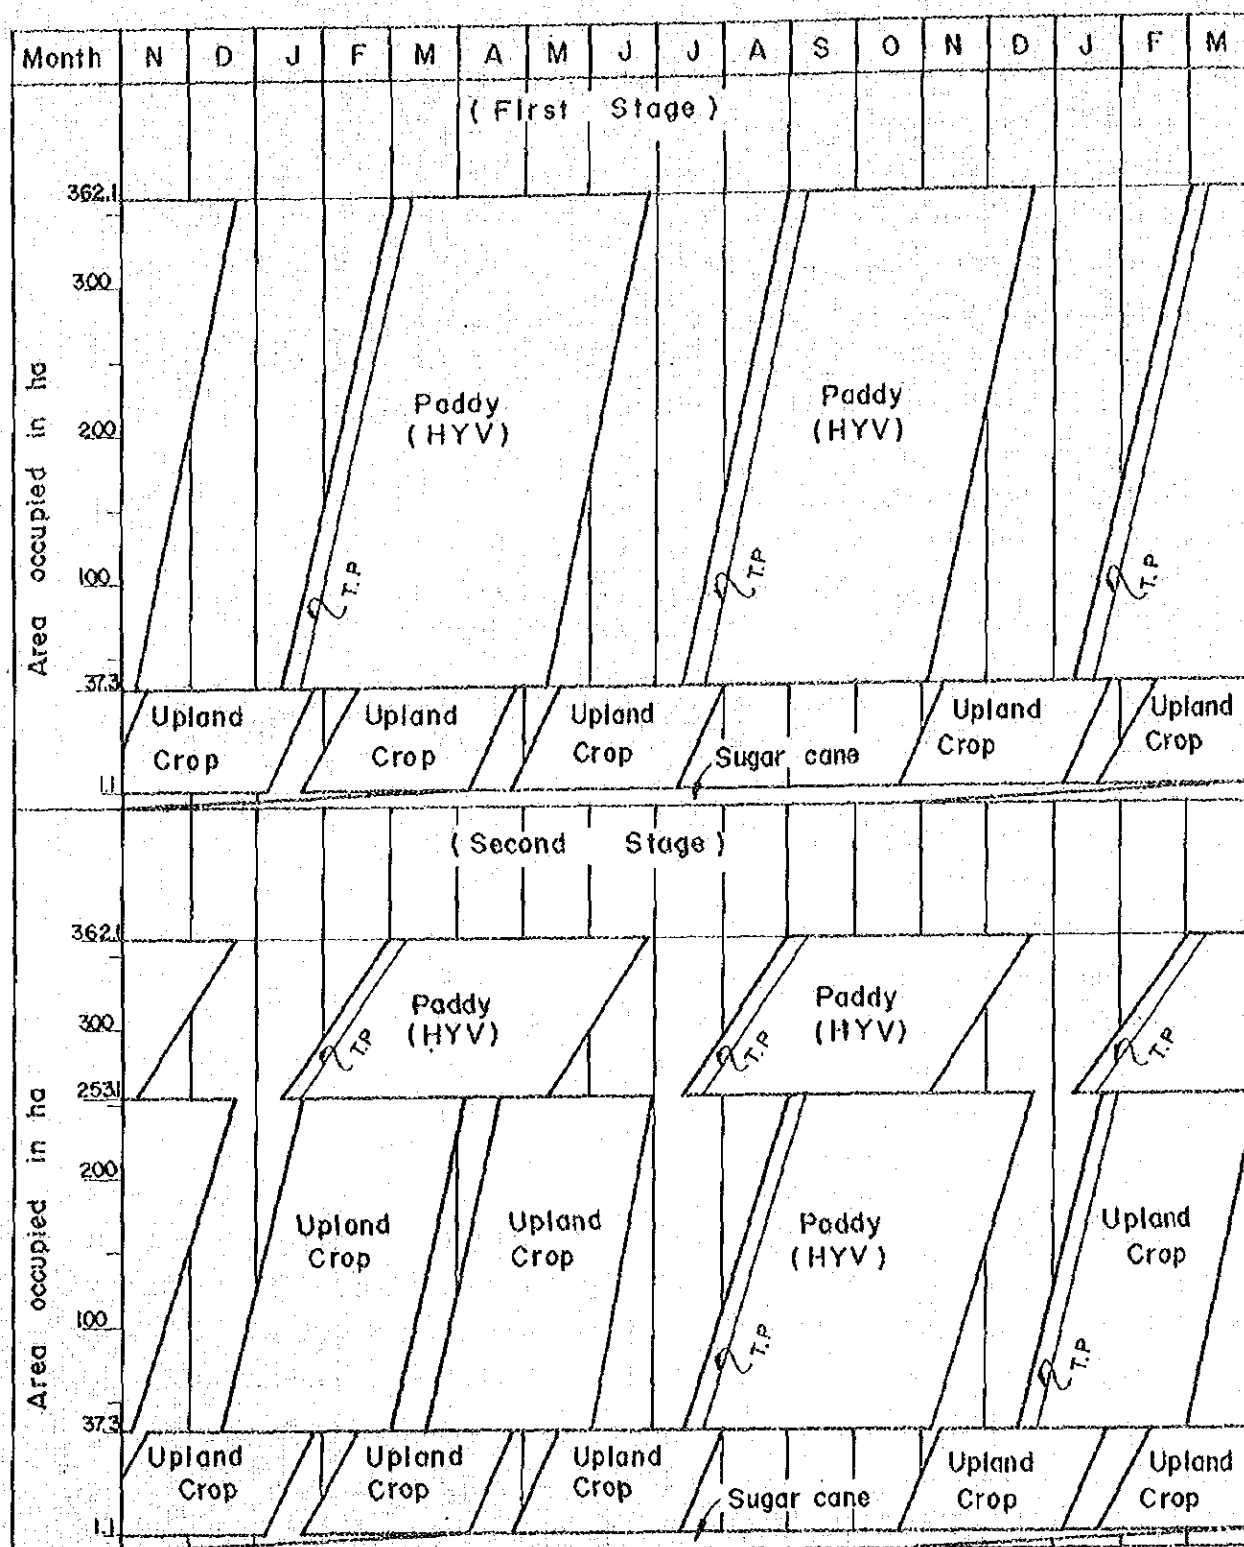 Month N D J F M A M J J A S O N D J F M
( First Stage )
362.1
300
200
100
37.3
1.1
Area occupied in ha
Paddy
(HYV)
Paddy
(HYV)
T.P
T.P
T.P
Upland
Crop
Upland
Crop
Upland
Crop
Sugar cane
Upland
Crop
Upland
Crop
( Second Stage )
362.1
300
253.1
200
100
37.3
1.1
Area occupied in ha
Paddy
(HYV)
Paddy
(HYV)
T.P
T.P
T.P
Upland
Crop
Upland
Crop
Paddy
(HYV)
Upland
Crop
T.P
T.P
Upland
Crop
Upland
Crop
Upland
Crop
Sugar cane
Upland
Crop
Upland
Crop